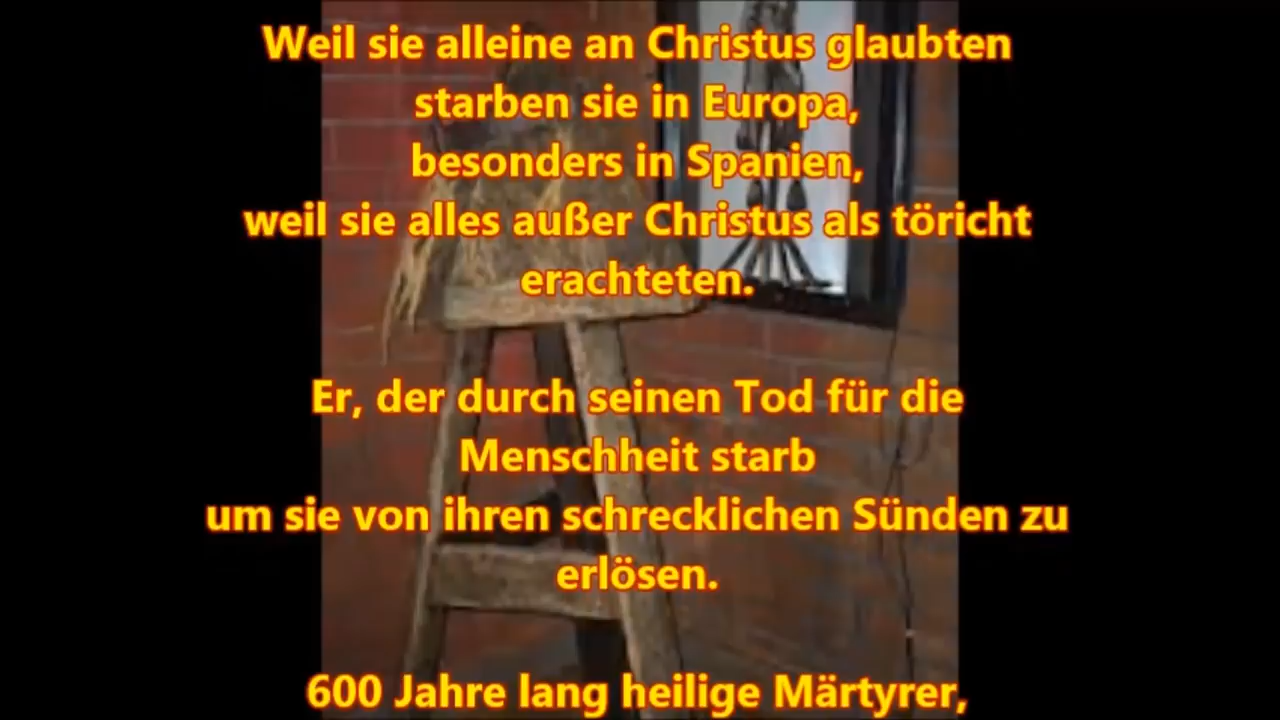 Weil sie alleine an Christus glaubten
starben sie in Europa,
besonders in Spanien,
weil sie alles außer Christus als töricht
erachteten.
Er, der durch seinen Tod für die
Menschheit starb
um sie von ihren schrecklichen Sünden zu
erlösen.
600 Jahre lang heilige Märtyrer,